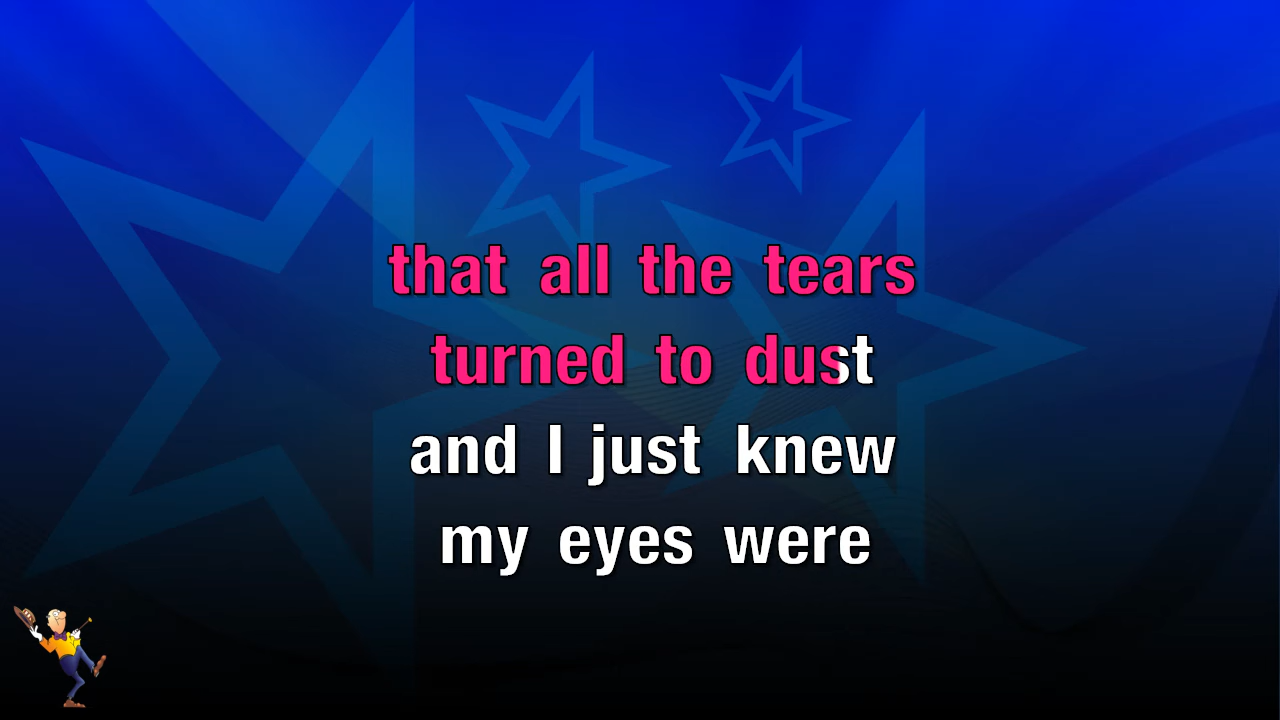 that all the tears
turned to dust
and I just knew
my eyes were